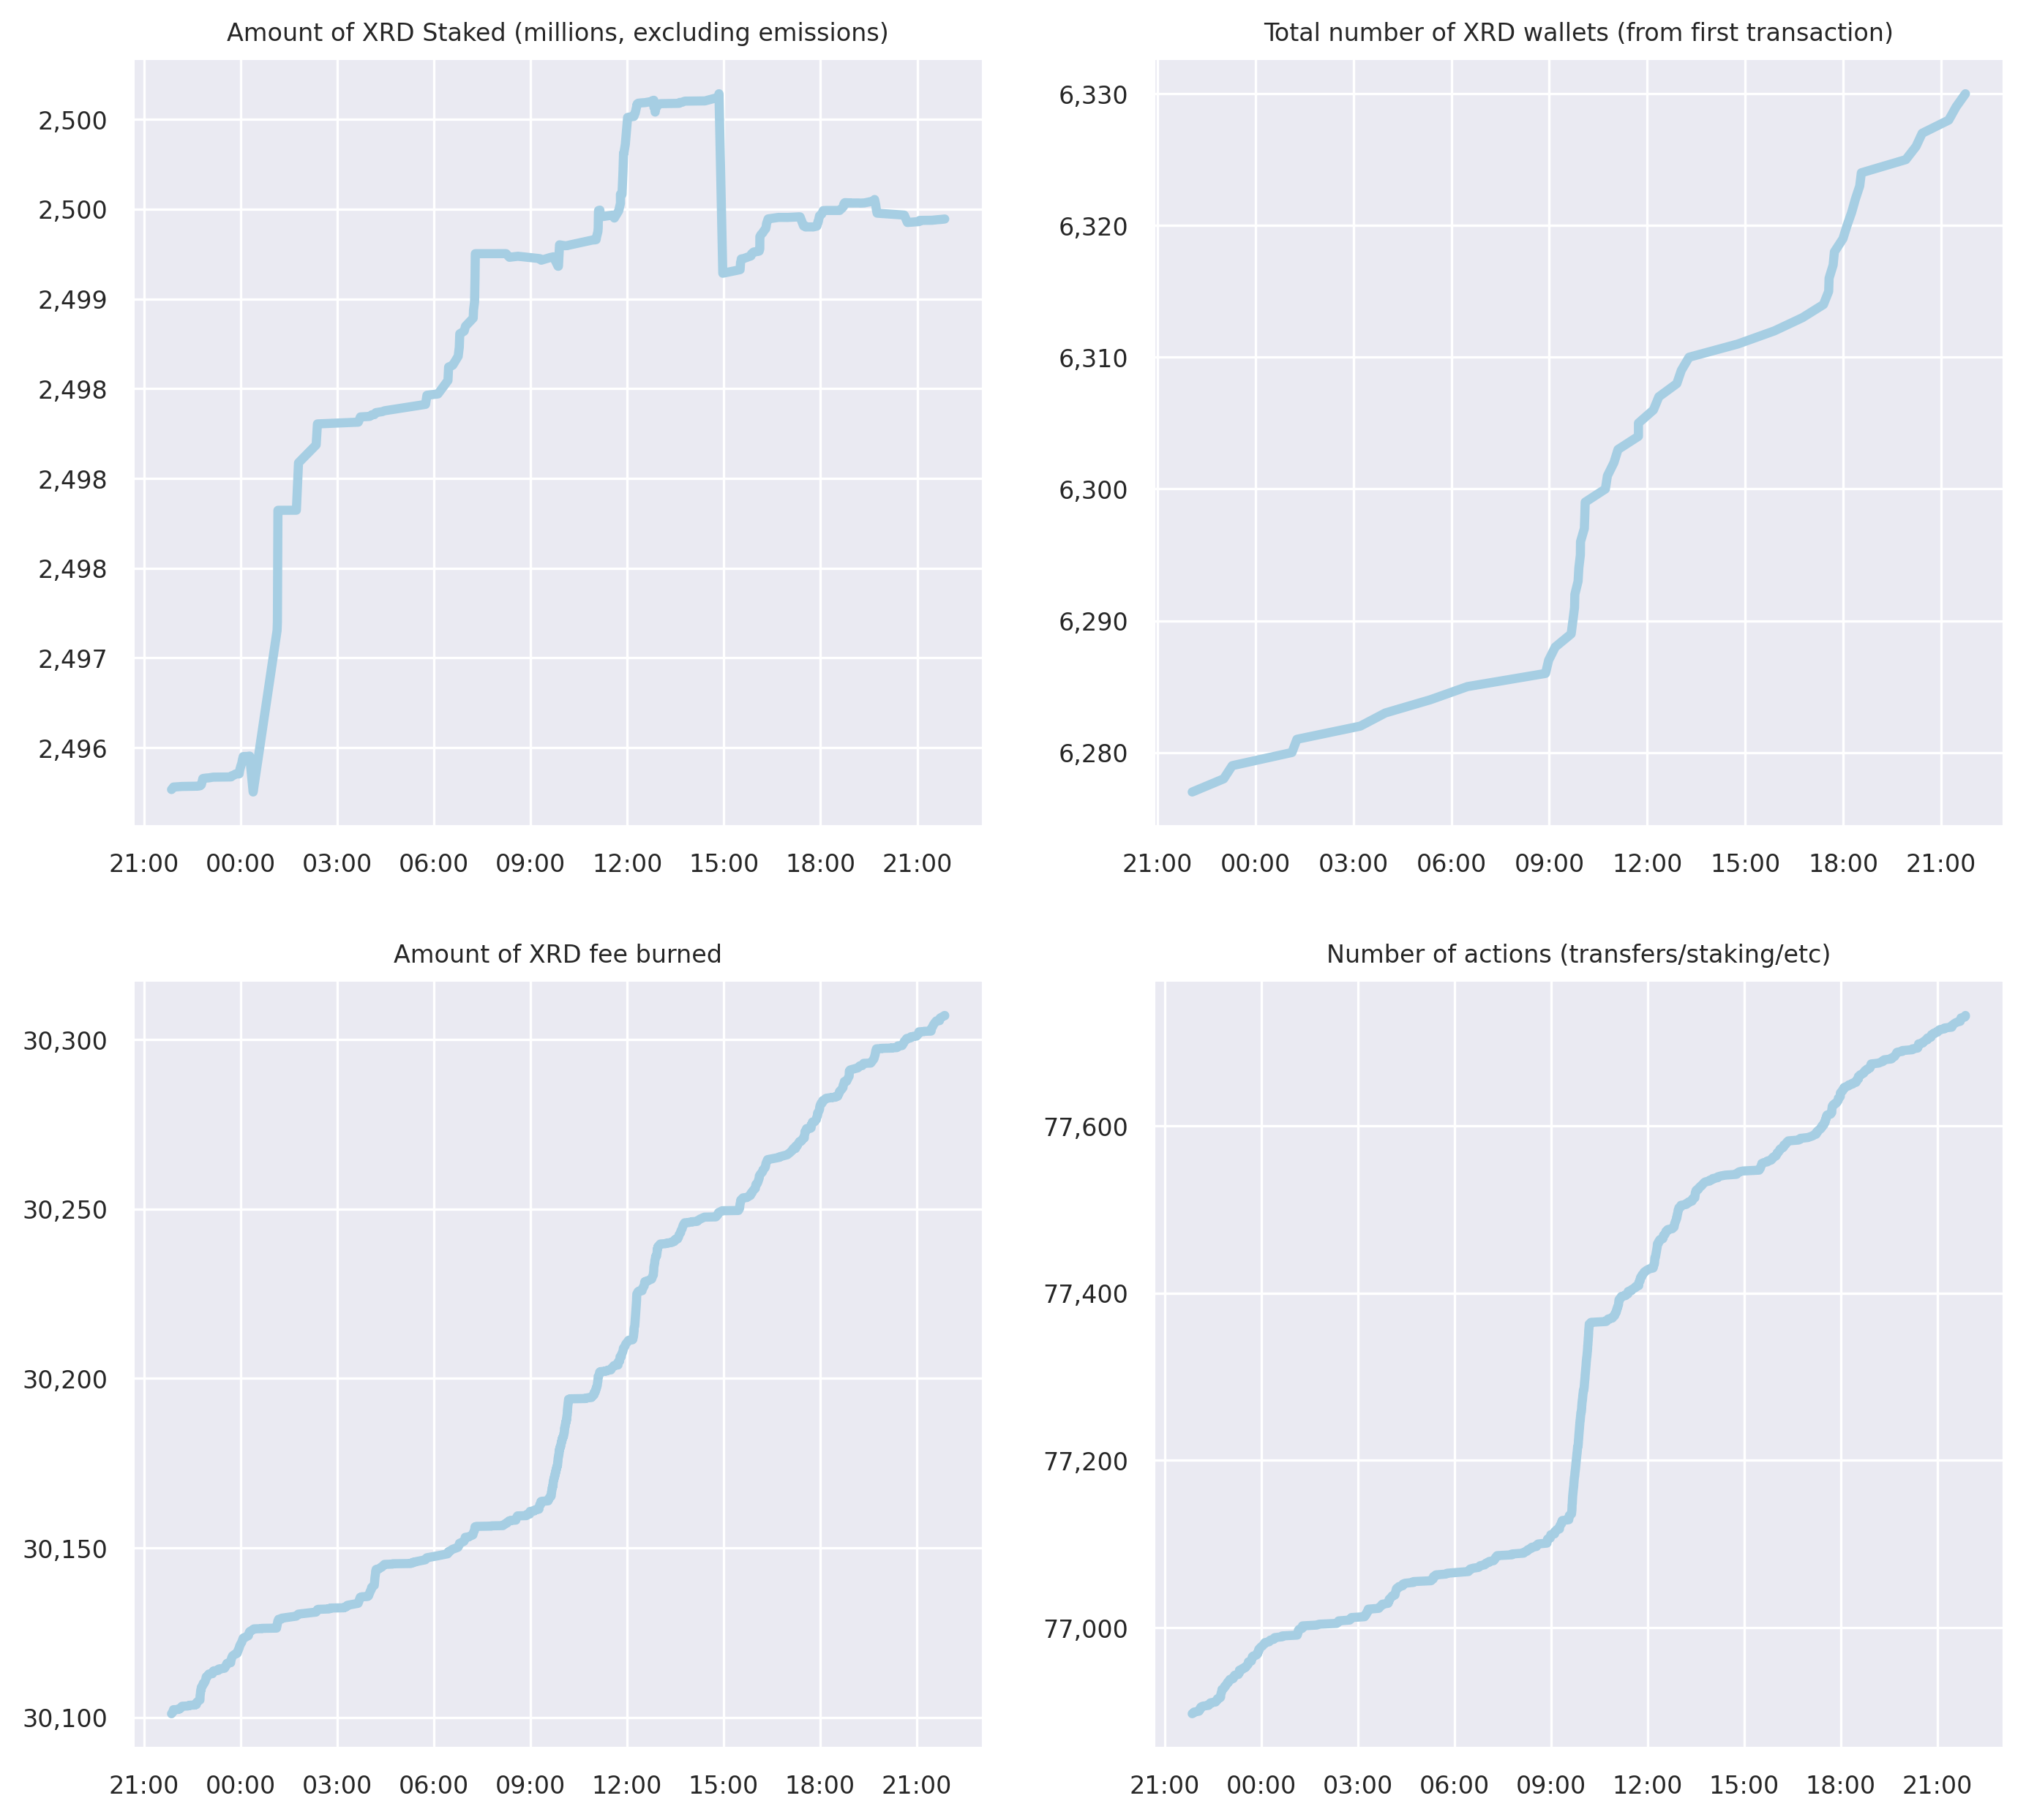 Amount of XRD Staked (millions, excluding emissions)
2,500
2,500
2,499
2,498
2,498
2,498
2,497
2,496
21:00 00:00 03:00 06:00 09:00 12:00 15:00 18:00 21:00
Total number of XRD wallets (from first transaction)
6,330
6,320
6,310
6,300
6,290
6,280
21:00 00:00 03:00 06:00 09:00 12:00 15:00 18:00 21:00
Amount of XRD fee burned
30,300
30,250
30,200
30,150
30,100
21:00 00:00 03:00 06:00 09:00 12:00 15:00 18:00 21:00
Number of actions (transfers/staking/etc)
77,600
77,400
77,200
77,000
21:00 00:00 03:00 06:00 09:00 12:00 15:00 18:00 21:00